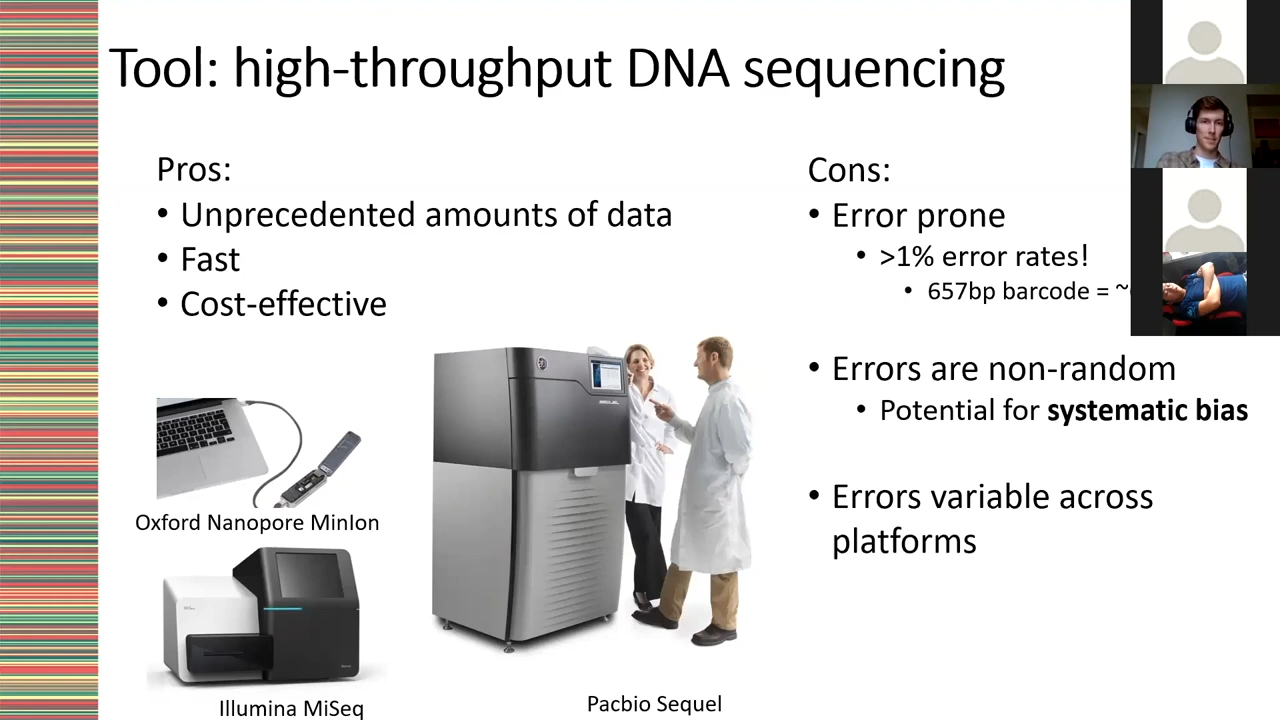 Tool: high-throughput DNA sequencing
Pros:
• Unprecedented amounts of data
• Fast
• Cost-effective
Cons:
• Error prone
• >1% error rates!
• 657bp barcode = ~
• Errors are non-random
• Potential for systematic bias
• Errors variable across
platforms
Oxford Nanopore MinIon
Illumina MiSeq
Pacbio Sequel